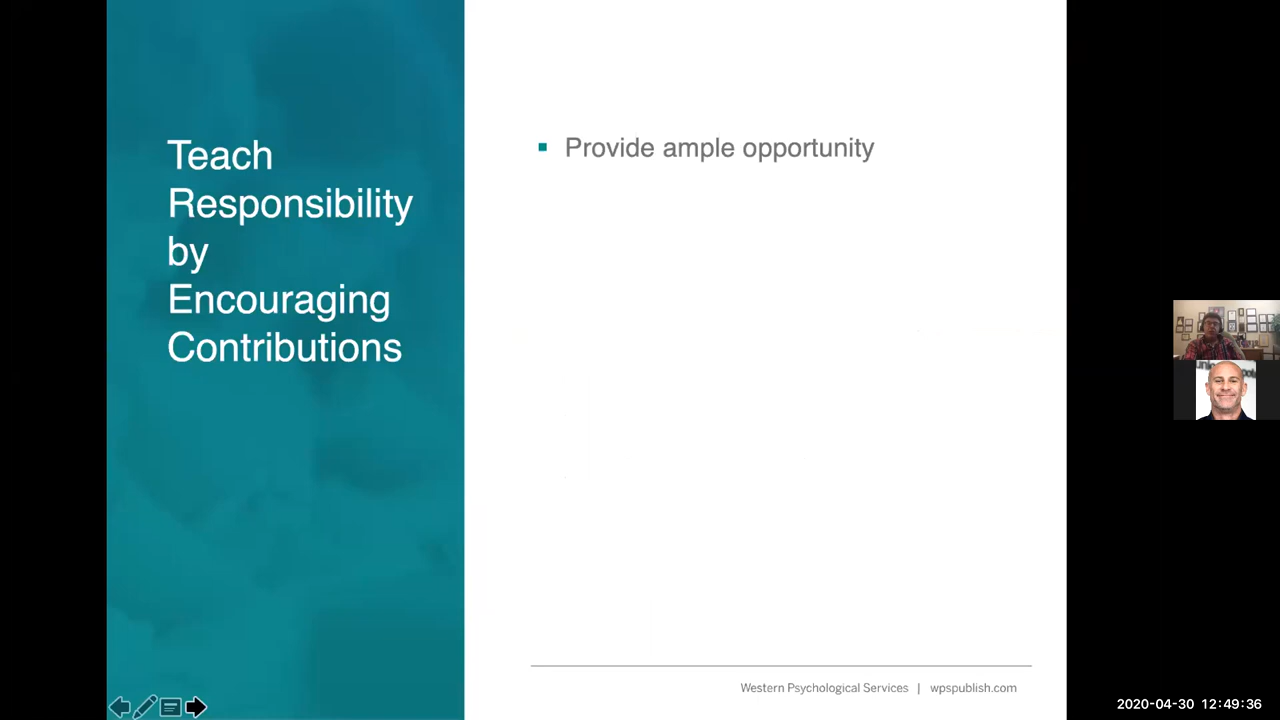 Teach
Responsibility
by
Encouraging
Contributions
Provide ample opportunity
Western Psychological Services | wpspublish.com
2020-04-30 12:49:36